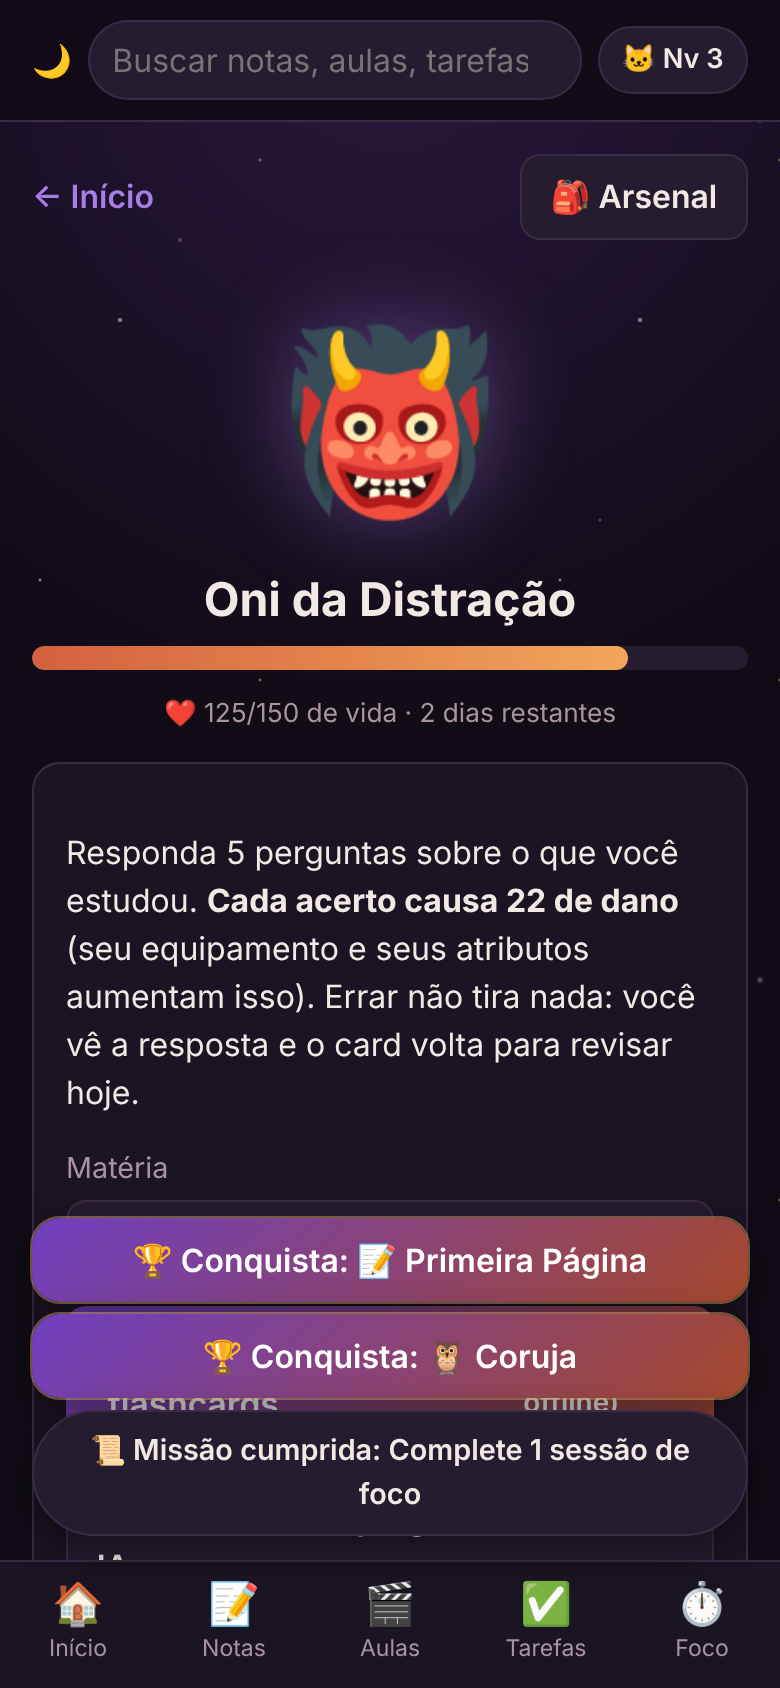 Buscar notas, aulas, tarefas
Nv 3
← Início
Arsenal
Oni da Distração
125/150 de vida · 2 dias restantes
Responda 5 perguntas sobre o que você
estudou. Cada acerto causa 22 de dano
(seu equipamento e seus atributos
aumentam isso). Errar não tira nada: você
vê a resposta e o card volta para revisar
hoje.
Matéria
Conquista: Primeira Página
Conquista: Coruja
flashcards
offline)
Missão cumprida: Complete 1 sessão de
foco
Início
Notas
Aulas
Tarefas
Foco